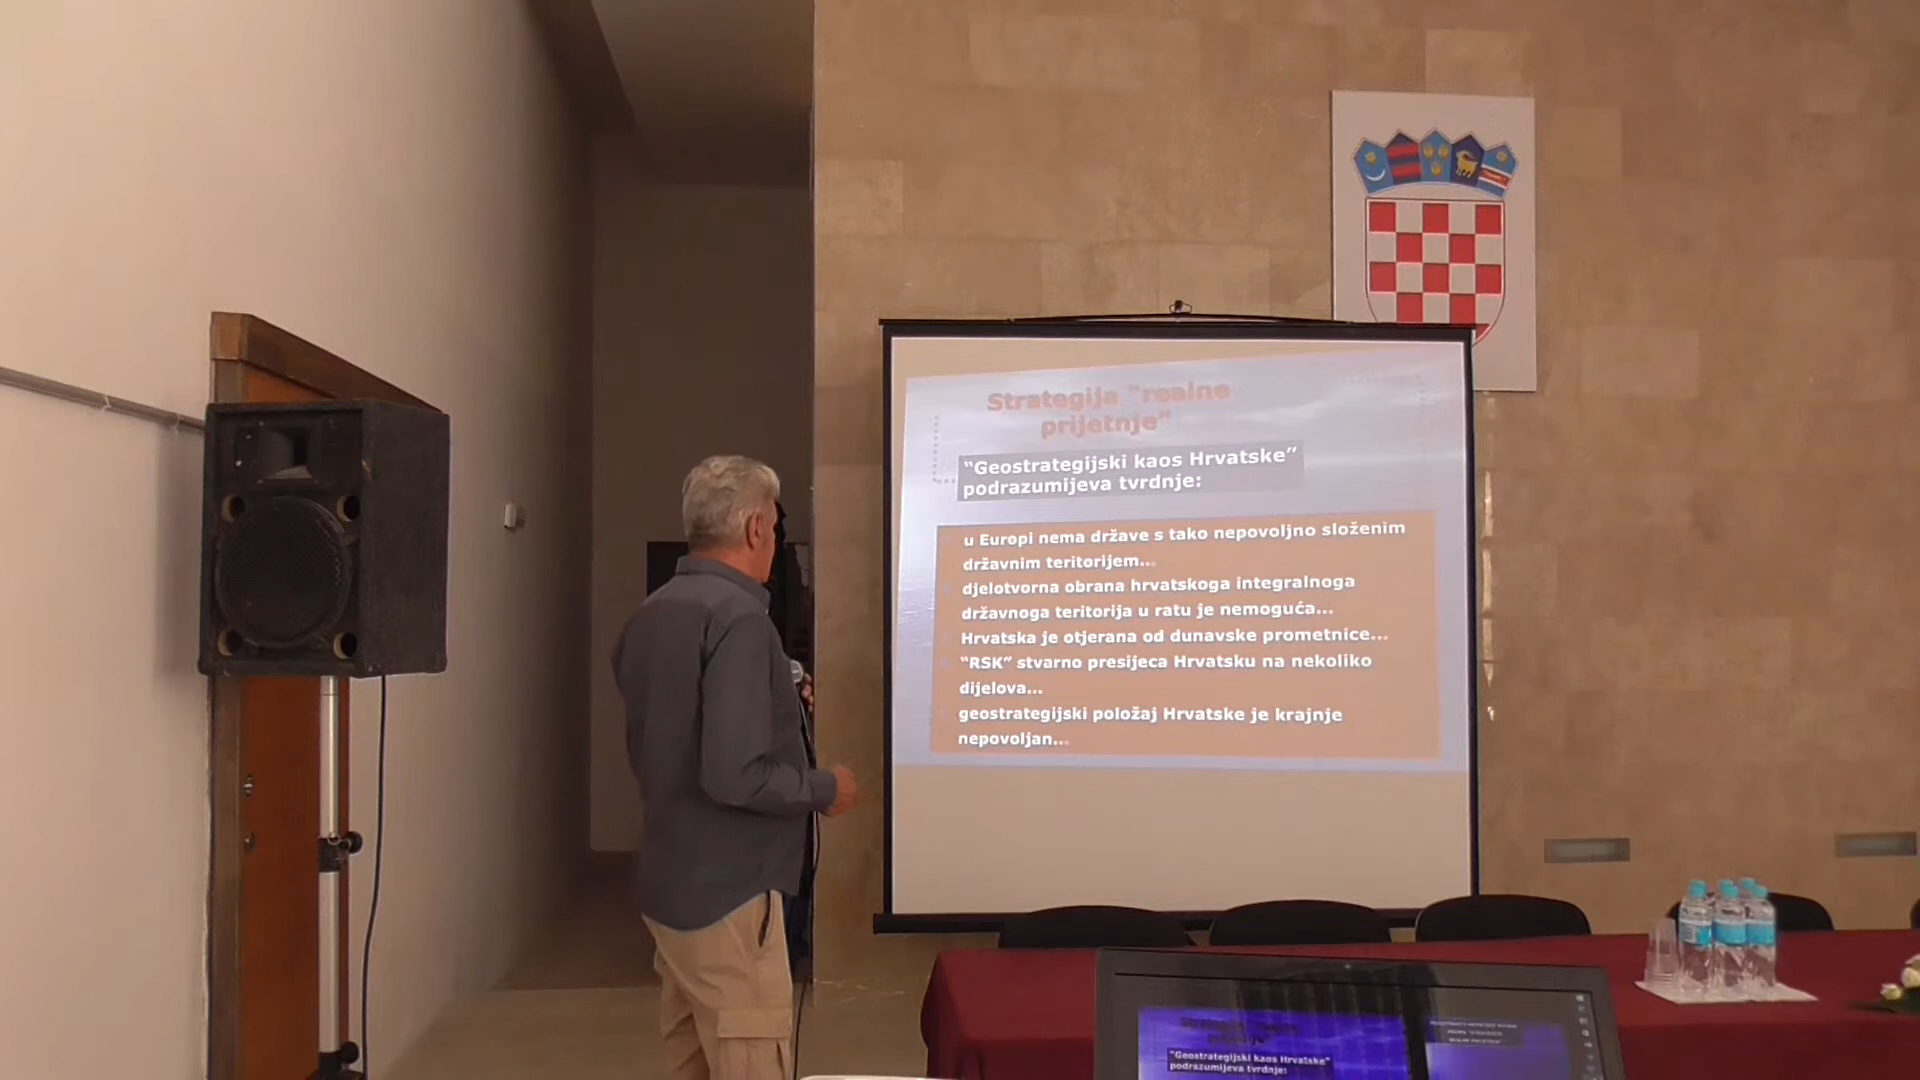 Strategija "realne
prijetnje"
"Geostrategijski kaos Hrvatske"
podrazumijeva tvrdnje:
u Europi nema države s tako nepovoljno složenim
državnim teritorijem...
djelotvorna obrana hrvatskoga integralnoga
državnoga teritorija u ratu je nemoguća...
Hrvatska je otjerana od dunavske prometnice...
"RSK" stvarno presijeca Hrvatsku na nekoliko
dijelova...
geostrategijski položaj Hrvatske je krajnje
nepovoljan...
"Geostrategijski kaos Hrvatske"
podrazumijeva tvrdnje: